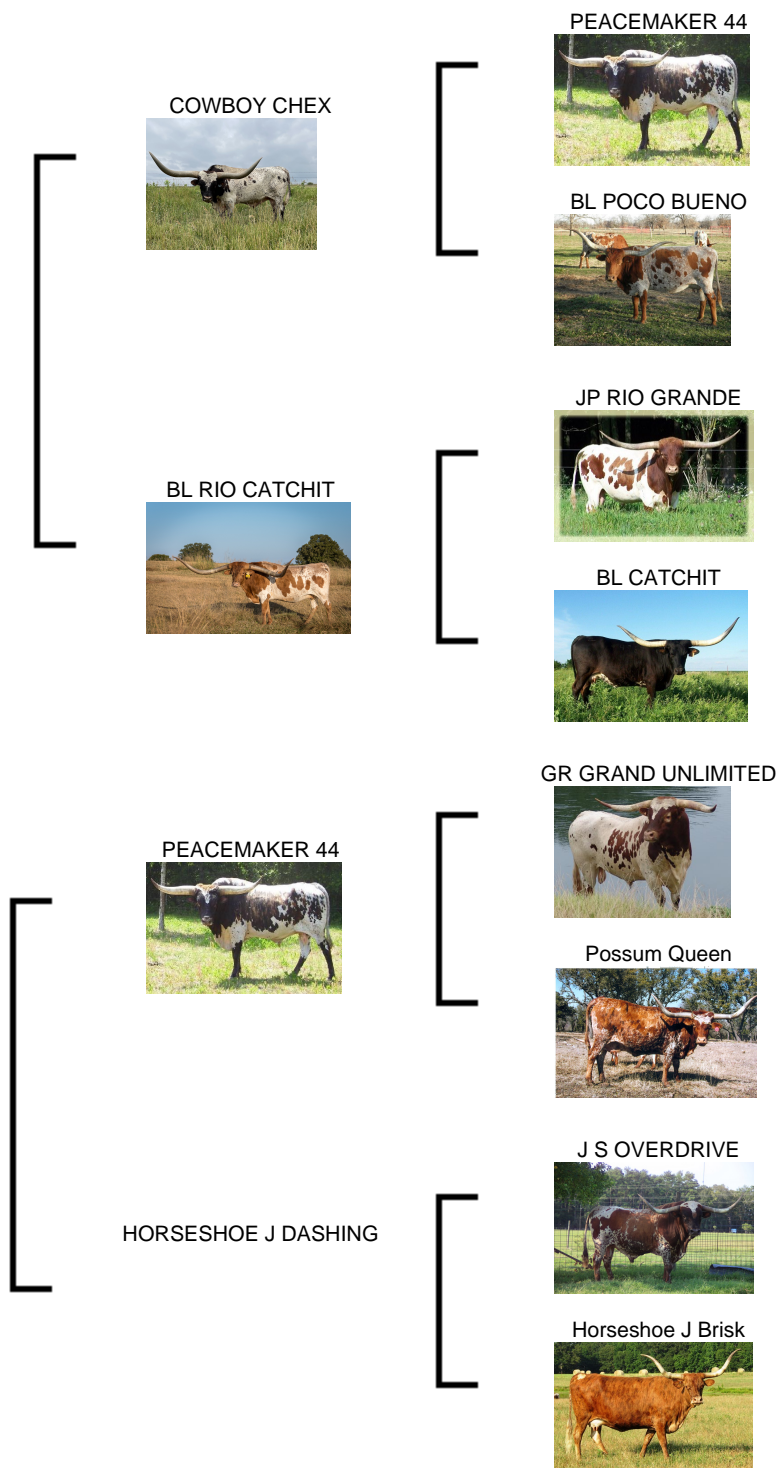 PEACEMAKER 44
COWBOY CHEX
BL POCO BUENO
JP RIO GRANDE
BL RIO CATCHIT
BL CATCHIT
GR GRAND UNLIMITED
PEACEMAKER 44
Possum Queen
J S OVERDRIVE
HORSESHOE J DASHING
Horseshoe J Brisk